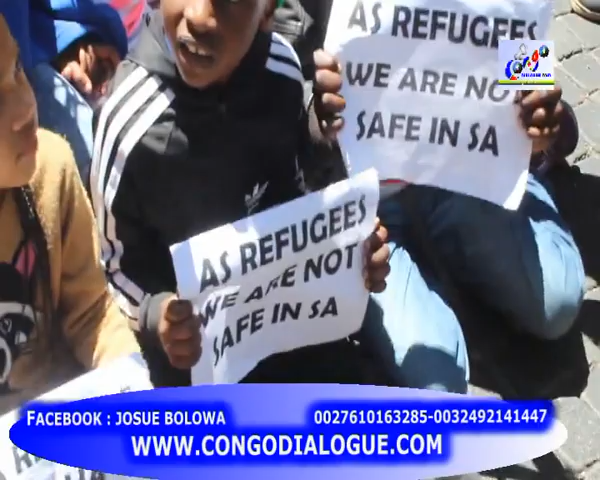 AS REFUGEES
WE ARE NOT
SAFE IN SA
AS REFUGEES
WE ARE NOT
SAFE IN SA
FACEBOOK : JOSUE BOLOWA
0027610163285-0032492141447
WWW.CONGODIALOGUE.COM